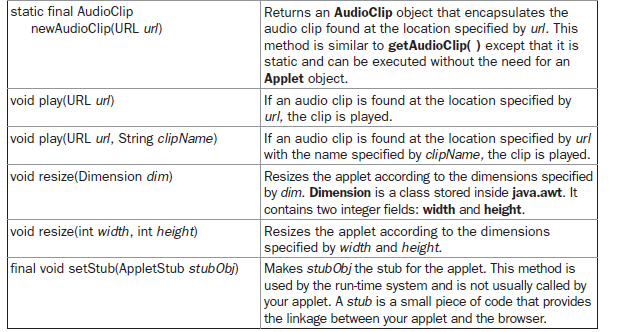 static final AudioClip
newAudioClip(URL url)
Returns an AudioClip object that encapsulates the
audio clip found at the location specified by url. This
method is similar to getAudioClip( ) except that it is
static and can be executed without the need for an
Applet object.
void play(URL url)
If an audio clip is found at the location specified by
url, the clip is played.
void play(URL url, String clipName)
If an audio clip is found at the location specified by url
with the name specified by clipName, the clip is played.
void resize(Dimension dim)
Resizes the applet according to the dimensions specified
by dim. Dimension is a class stored inside java.awt. It
contains two integer fields: width and height.
void resize(int width, int height)
Resizes the applet according to the dimensions
specified by width and height.
final void setStub(AppletStub stubObj)
Makes stubObj the stub for the applet. This method is
used by the run-time system and is not usually called by
your applet. A stub is a small piece of code that provides
the linkage between your applet and the browser.